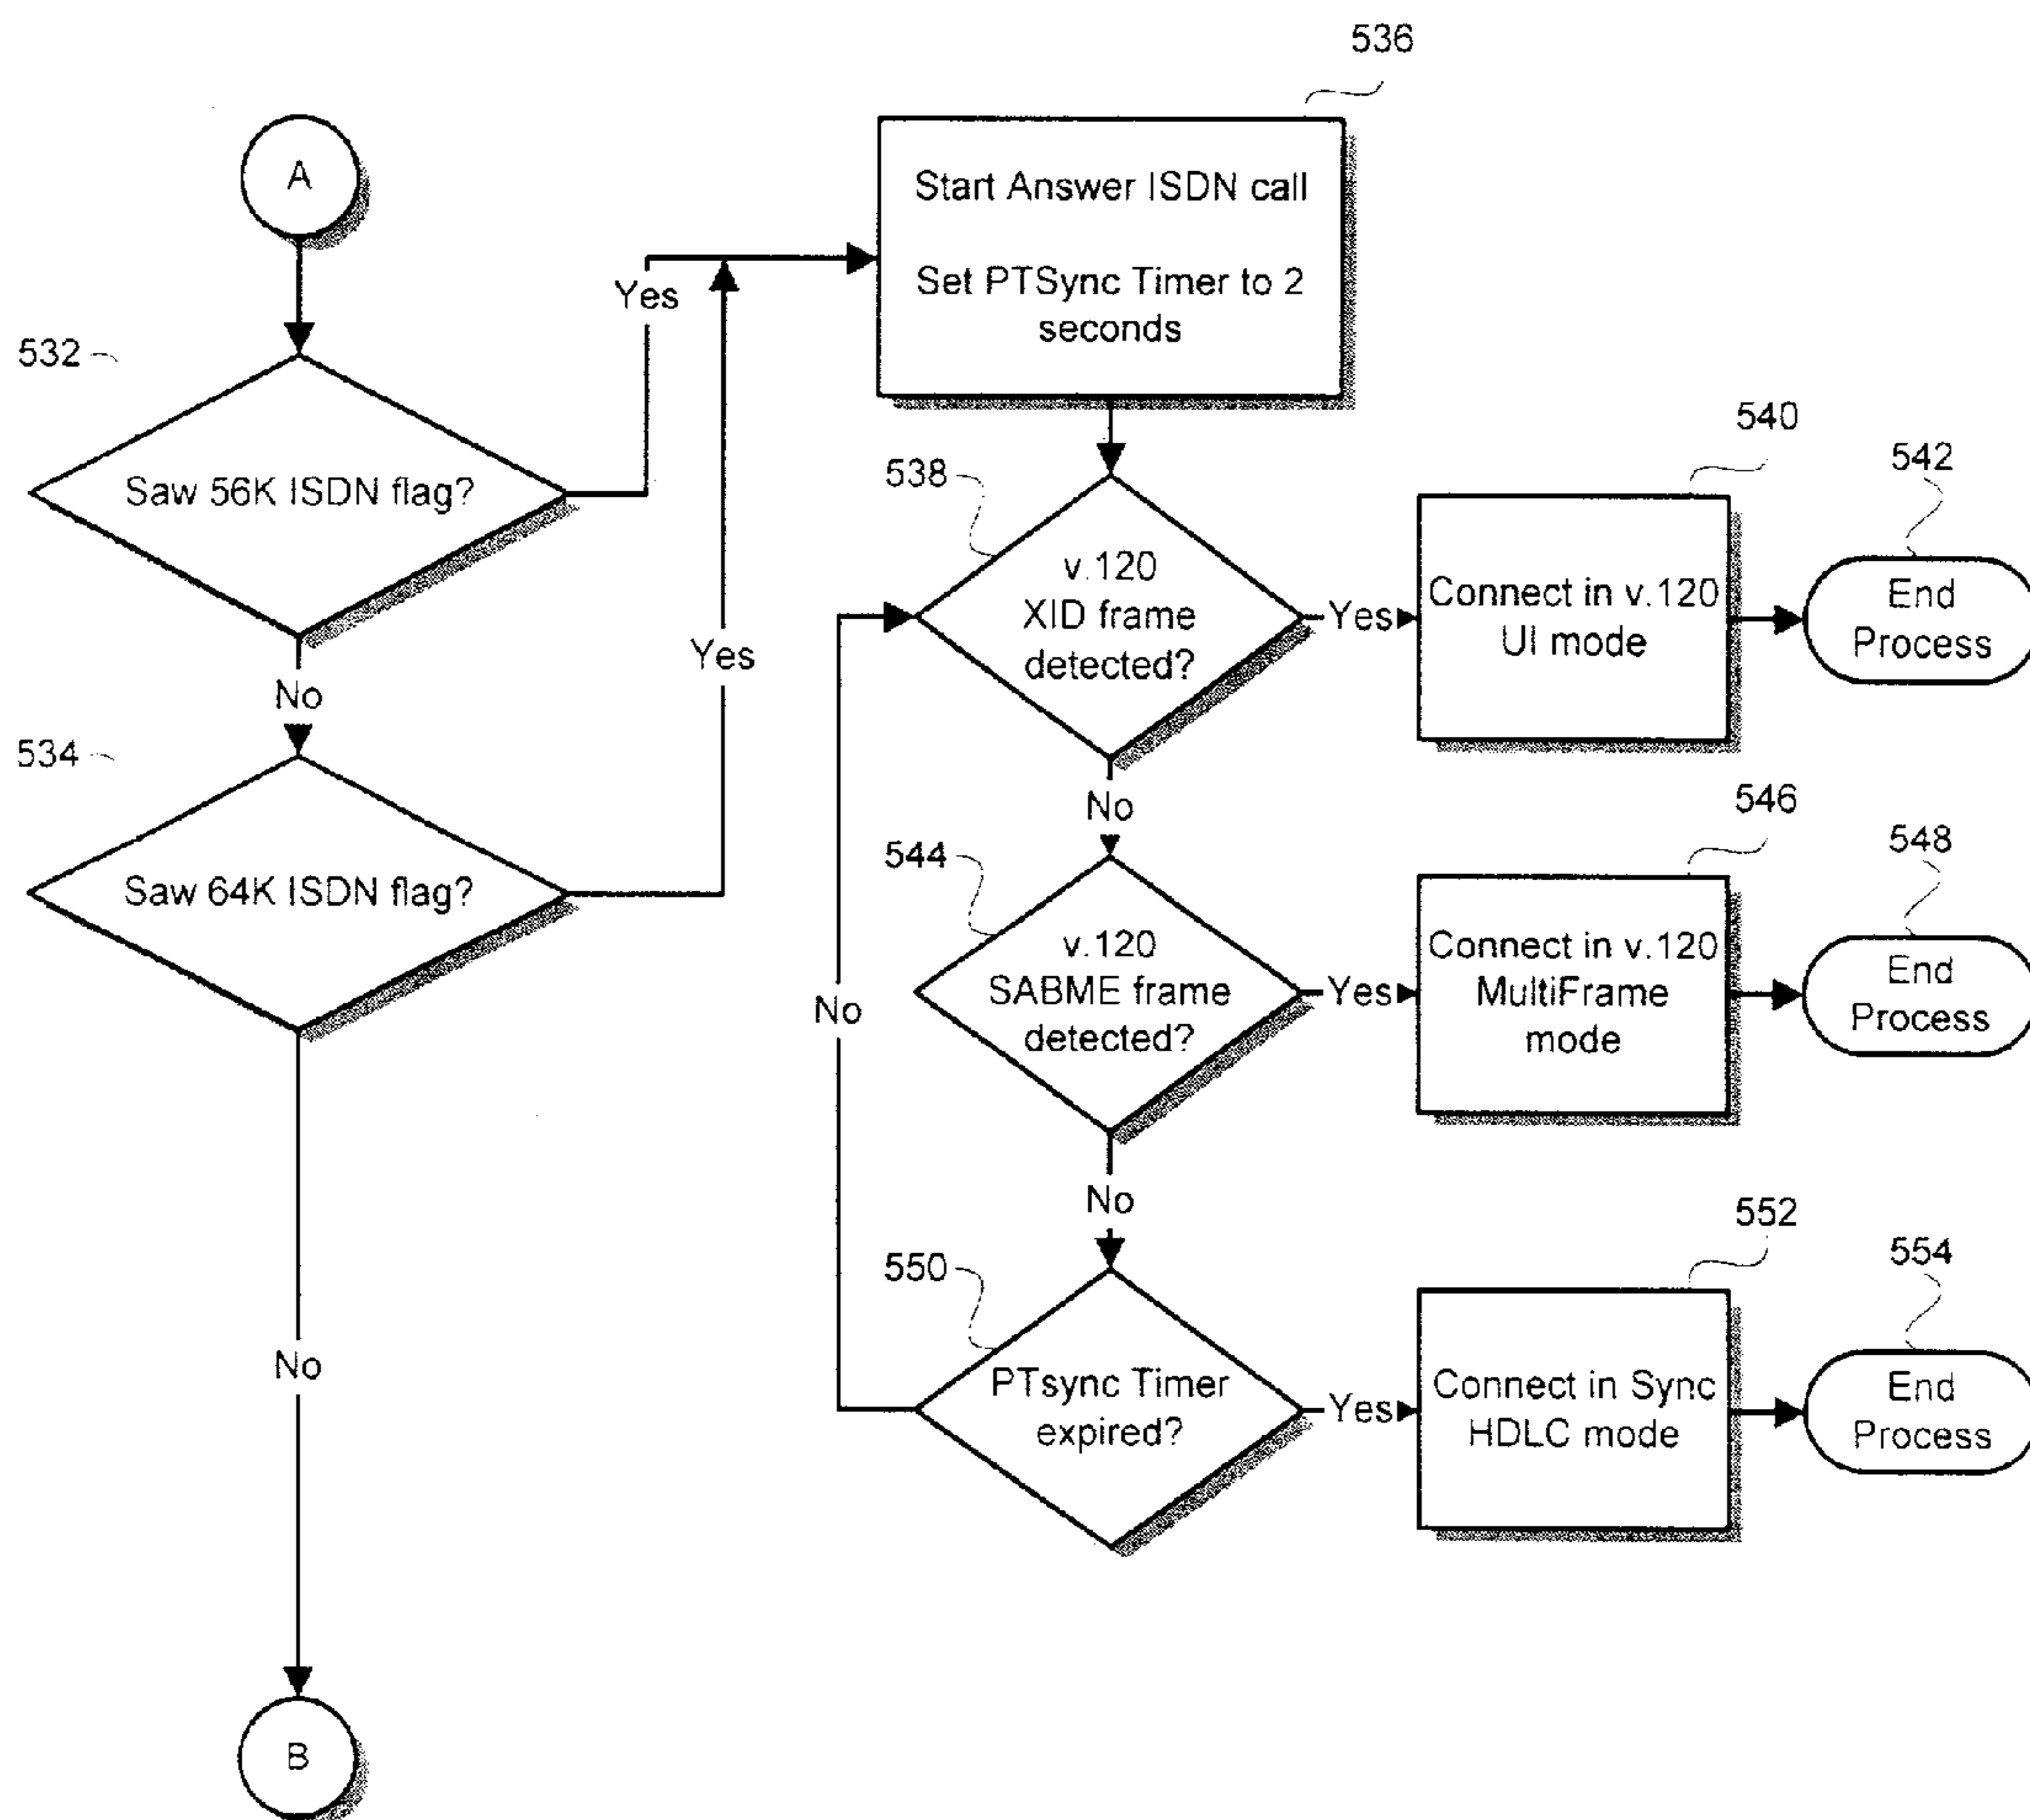 536
A
Start Answer ISDN call
Set PTSync Timer to 2
seconds
Yes
532
Saw 56K ISDN flag?
No
Yes
534
Saw 64K ISDN flag?
No
B
538
v.120
XID frame
detected?
Yes
540
Connect in v.120
UI mode
542
End
Process
No
544
v.120
SABME frame
detected?
Yes
546
Connect in v.120
MultiFrame
mode
548
End
Process
No
No
550
PTsync Timer
expired?
Yes
552
Connect in Sync
HDLC mode
554
End
Process